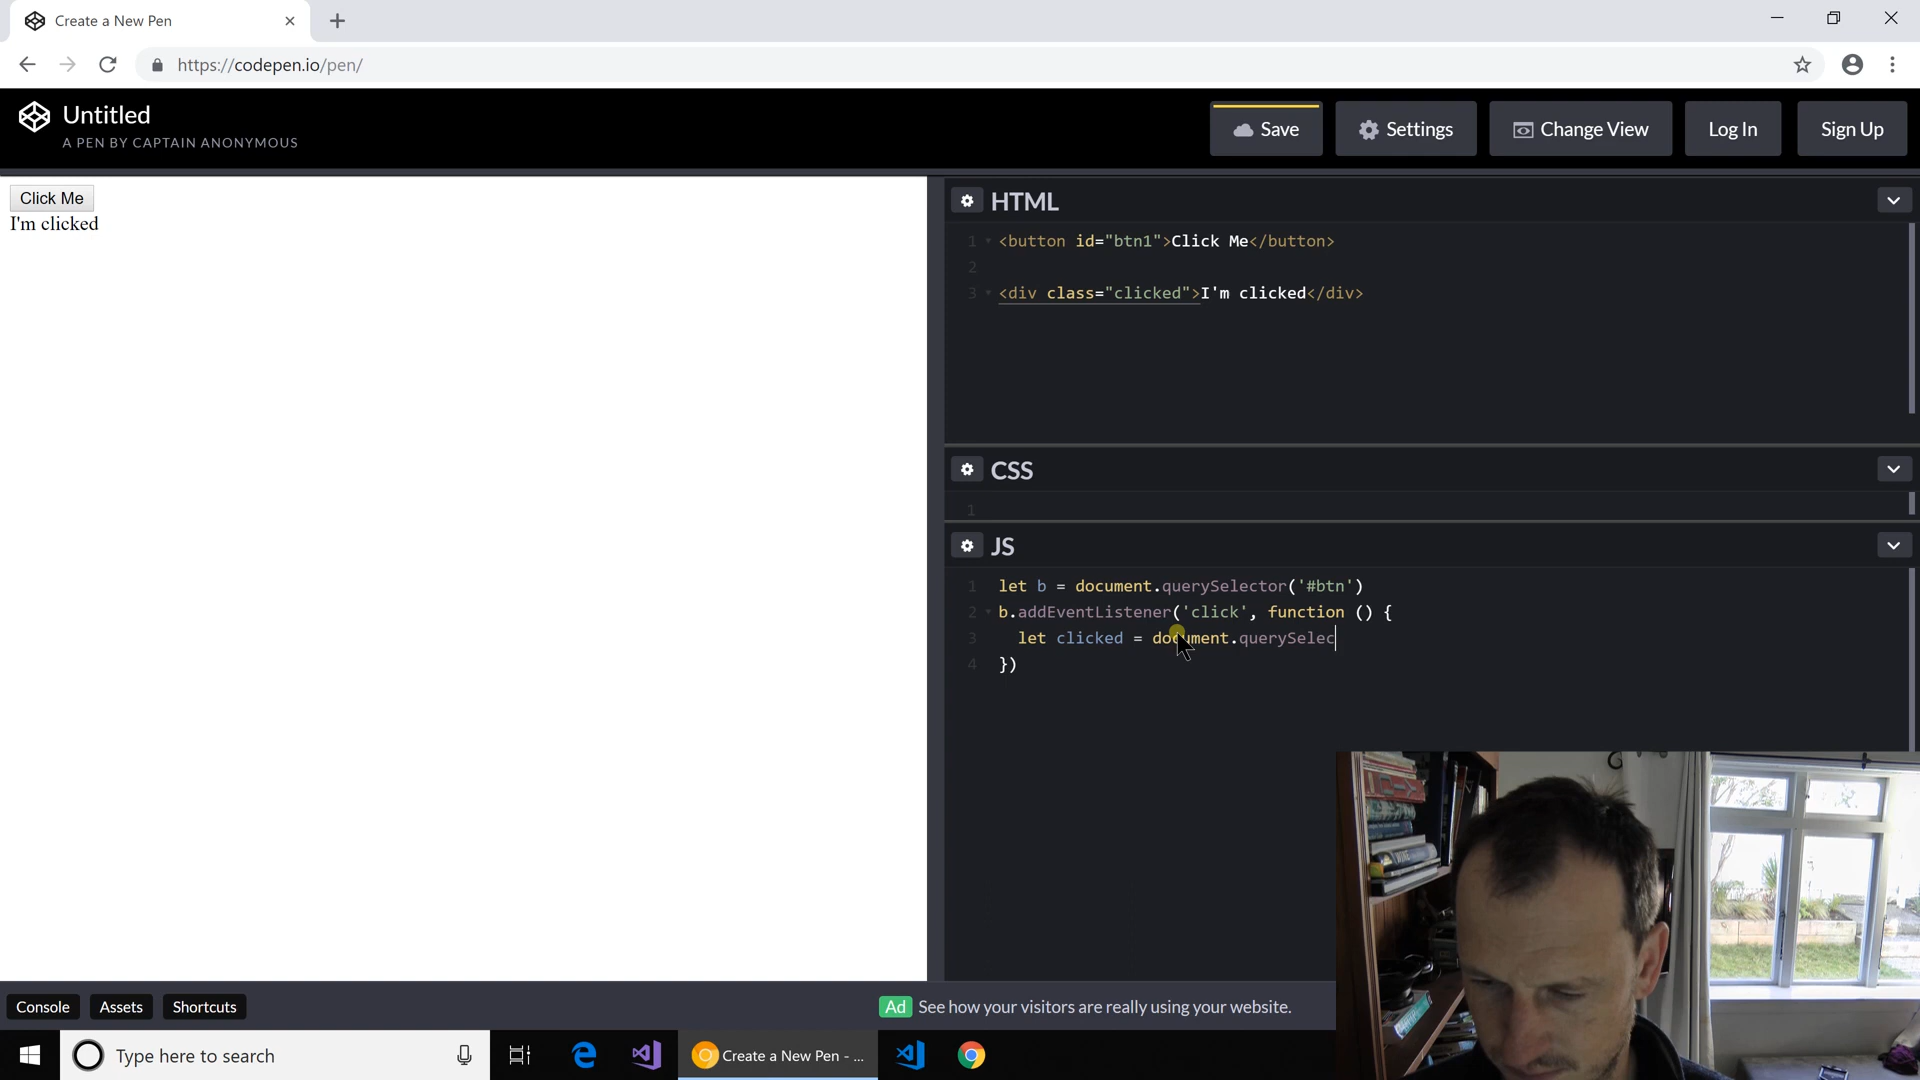 Create a New Pen
https://codepen.io/pen/
Untitled
A PEN BY CAPTAIN ANONYMOUS
Save
Settings
Change View
Log In
Sign Up
Click Me
I'm clicked
HTML
1 <button id="btn1">Click Me</button>
2
3 <div class="clicked">I'm clicked</div>
CSS
1
JS
1 let b = document.querySelector('#btn')
2 b.addEventListener('click', function () {
3 let clicked = document.querySelec
4 })
Console
Assets
Shortcuts
Ad See how your visitors are really using your website.
Type here to search
Create a New Pen - ...